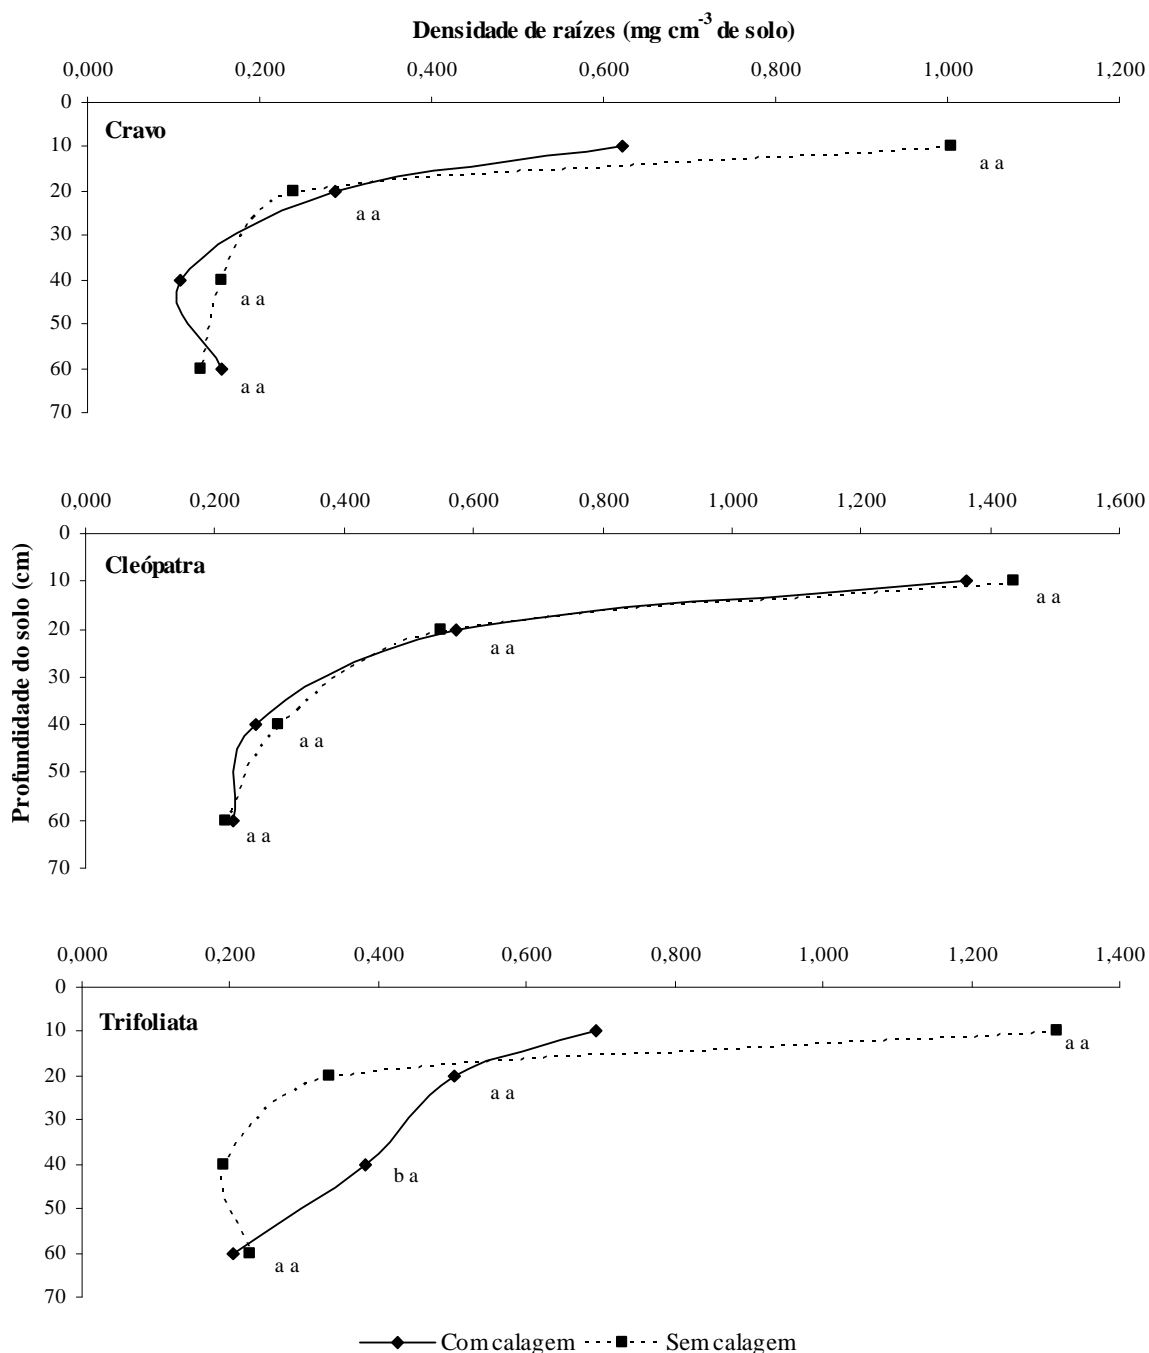 Densidade de raízes (mg cm-3 de solo)
0,000 0,200 0,400 0,600 0,800 1,000 1,200
0
Cravo
10
a a
20
a a
30
40
a a
50
60
a a
70
0,000 0,200 0,400 0,600 0,800 1,000 1,200 1,400 1,600
Profundidade do solo (cm)
0
Cleópatra
10
a a
20
a a
30
40
a a
50
60
a a
70
0,000 0,200 0,400 0,600 0,800 1,000 1,200 1,400
0
Trifoliata
10
a a
20
a a
30
40
b a
50
60
a a
70
Com calagem Sem calagem